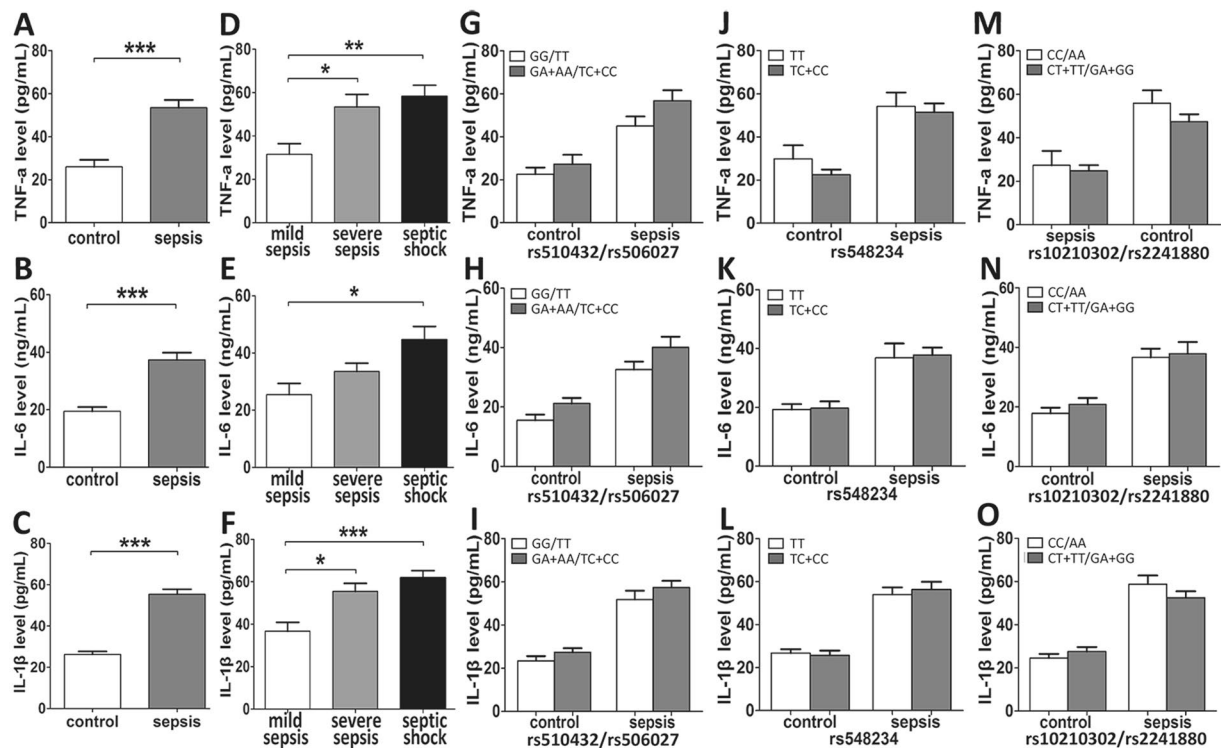 A
TNF-a level (pg/mL)
80
60
40
20
0
***
control sepsis
D
TNF-a level (pg/mL)
80
60
40
20
0
**
*
mild severe septic
sepsis sepsis shock
G
TNF-a level (pg/mL)
80
60
40
20
0
GG/TT
GA+AA/TC+CC
control sepsis
rs510432/rs506027
J
TNF-a level (pg/mL)
80
60
40
20
0
TT
TC+CC
control sepsis
rs548234
M
TNF-a level (pg/mL)
80
60
40
20
0
CC/AA
CT+TT/GA+GG
sepsis control
rs10210302/rs2241880
B
IL-6 level (ng/mL)
60
40
20
0
***
control sepsis
E
IL-6 level (ng/mL)
60
40
20
0
*
mild severe septic
sepsis sepsis shock
H
IL-6 level (ng/mL)
60
40
20
0
GG/TT
GA+AA/TC+CC
control sepsis
rs510432/rs506027
K
IL-6 level (ng/mL)
60
40
20
0
TT
TC+CC
control sepsis
rs548234
N
IL-6 level (ng/mL)
60
40
20
0
CC/AA
CT+TT/GA+GG
control sepsis
rs10210302/rs2241880
C
IL-1β level (pg/mL)
80
60
40
20
0
***
control sepsis
F
IL-1β level (pg/mL)
80
60
40
20
0
***
*
mild severe septic
sepsis sepsis shock
I
IL-1β level (pg/mL)
80
60
40
20
0
GG/TT
GA+AA/TC+CC
control sepsis
rs510432/rs506027
L
IL-1β level (pg/mL)
80
60
40
20
0
TT
TC+CC
control sepsis
rs548234
O
IL-1β level (pg/mL)
80
60
40
20
0
CC/AA
CT+TT/GA+GG
control sepsis
rs10210302/rs2241880